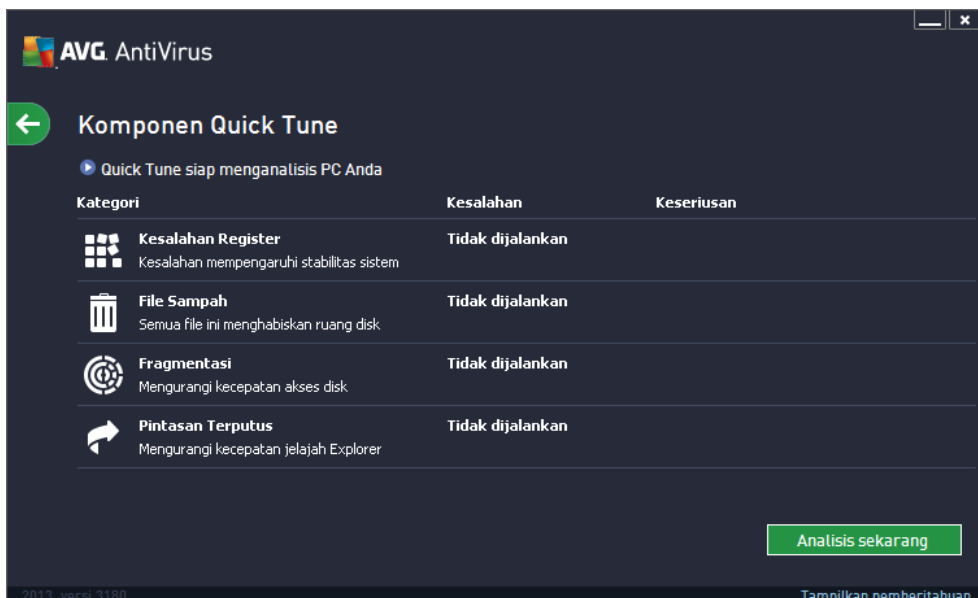 AVG. AntiVirus
Komponen Quick Tune
Quick Tune siap menganalisis PC Anda
Kategori Kesalahan Keseriusan
Kesalahan Register Tidak dijalankan
Kesalahan mempengaruhi stabilitas sistem
File Sampah Tidak dijalankan
Semua file ini menghabiskan ruang disk
Fragmentasi Tidak dijalankan
Mengurangi kecepatan akses disk
Pintasan Terputus Tidak dijalankan
Mengurangi kecepatan jelajah Explorer
Analisis sekarang
2013 versi 3180 Tampilkan pemberitahuan